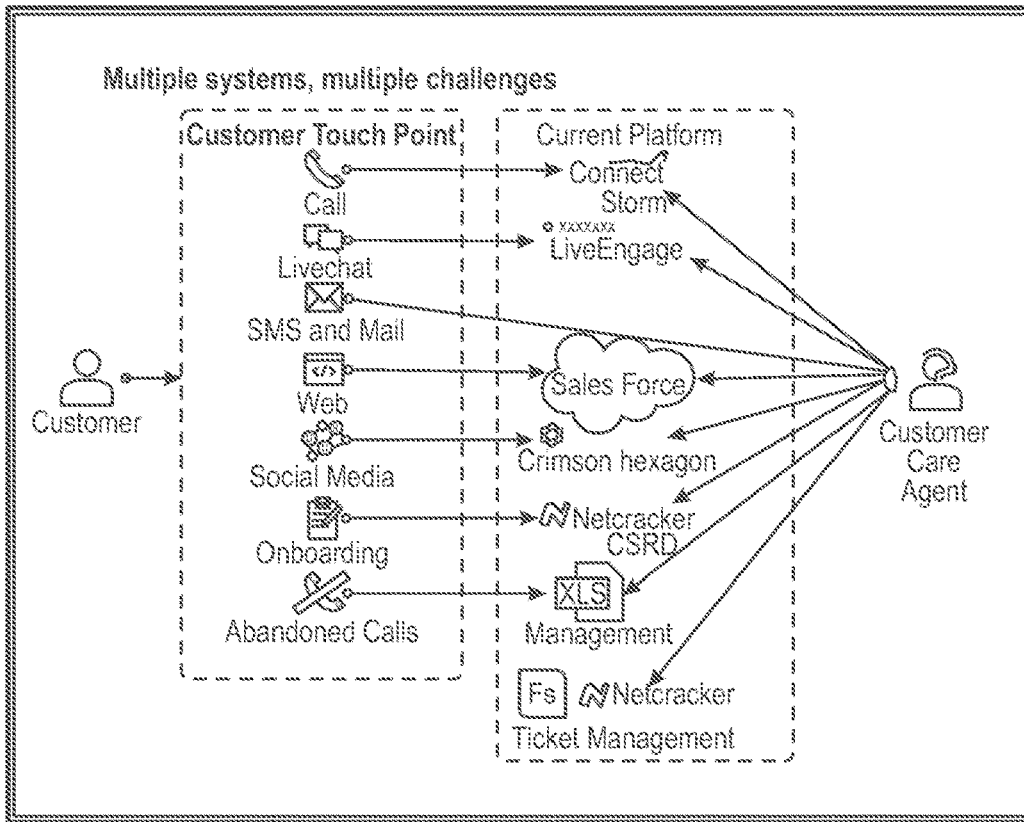 Multiple systems, multiple challenges
Customer Touch Point
Call
Livechat
SMS and Mail
Web
Social Media
Onboarding
Abandoned Calls
Customer
Current Platform
Connect
Storm
xxxxxxx
LiveEngage
Sales Force
Crimson hexagon
Netcracker
CSRD
XLS
Management
Fs
Netcracker
Ticket Management
Customer
Care
Agent